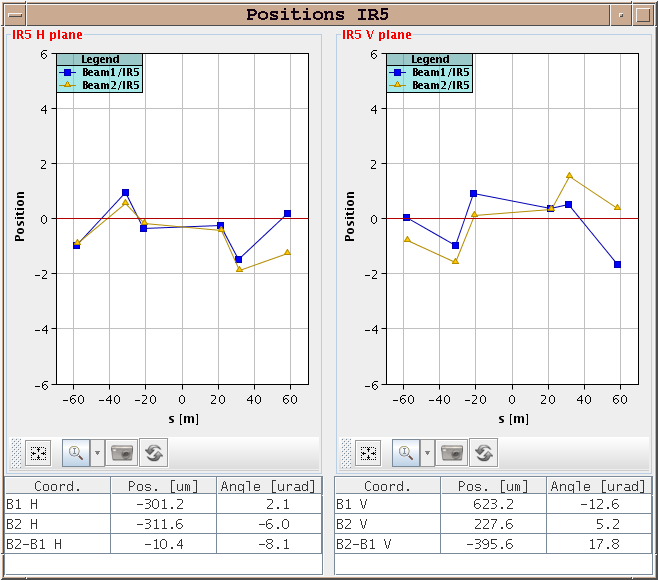 Positions IR5
IR5 H plane
Legend
Beam1/IR5
Beam2/IR5
6
4
2
0
-2
-4
-6
Position
-60 -40 -20 0 20 40 60
s [m]
Coord. Pos. [um] Angle [urad]
B1 H -301.2 2.1
B2 H -311.6 -6.0
B2-B1 H -10.4 -8.1
IR5 V plane
Legend
Beam1/IR5
Beam2/IR5
6
4
2
0
-2
-4
-6
Position
-60 -40 -20 0 20 40 60
s [m]
Coord. Pos. [um] Angle [urad]
B1 V 623.2 -12.6
B2 V 227.6 5.2
B2-B1 V -395.6 17.8